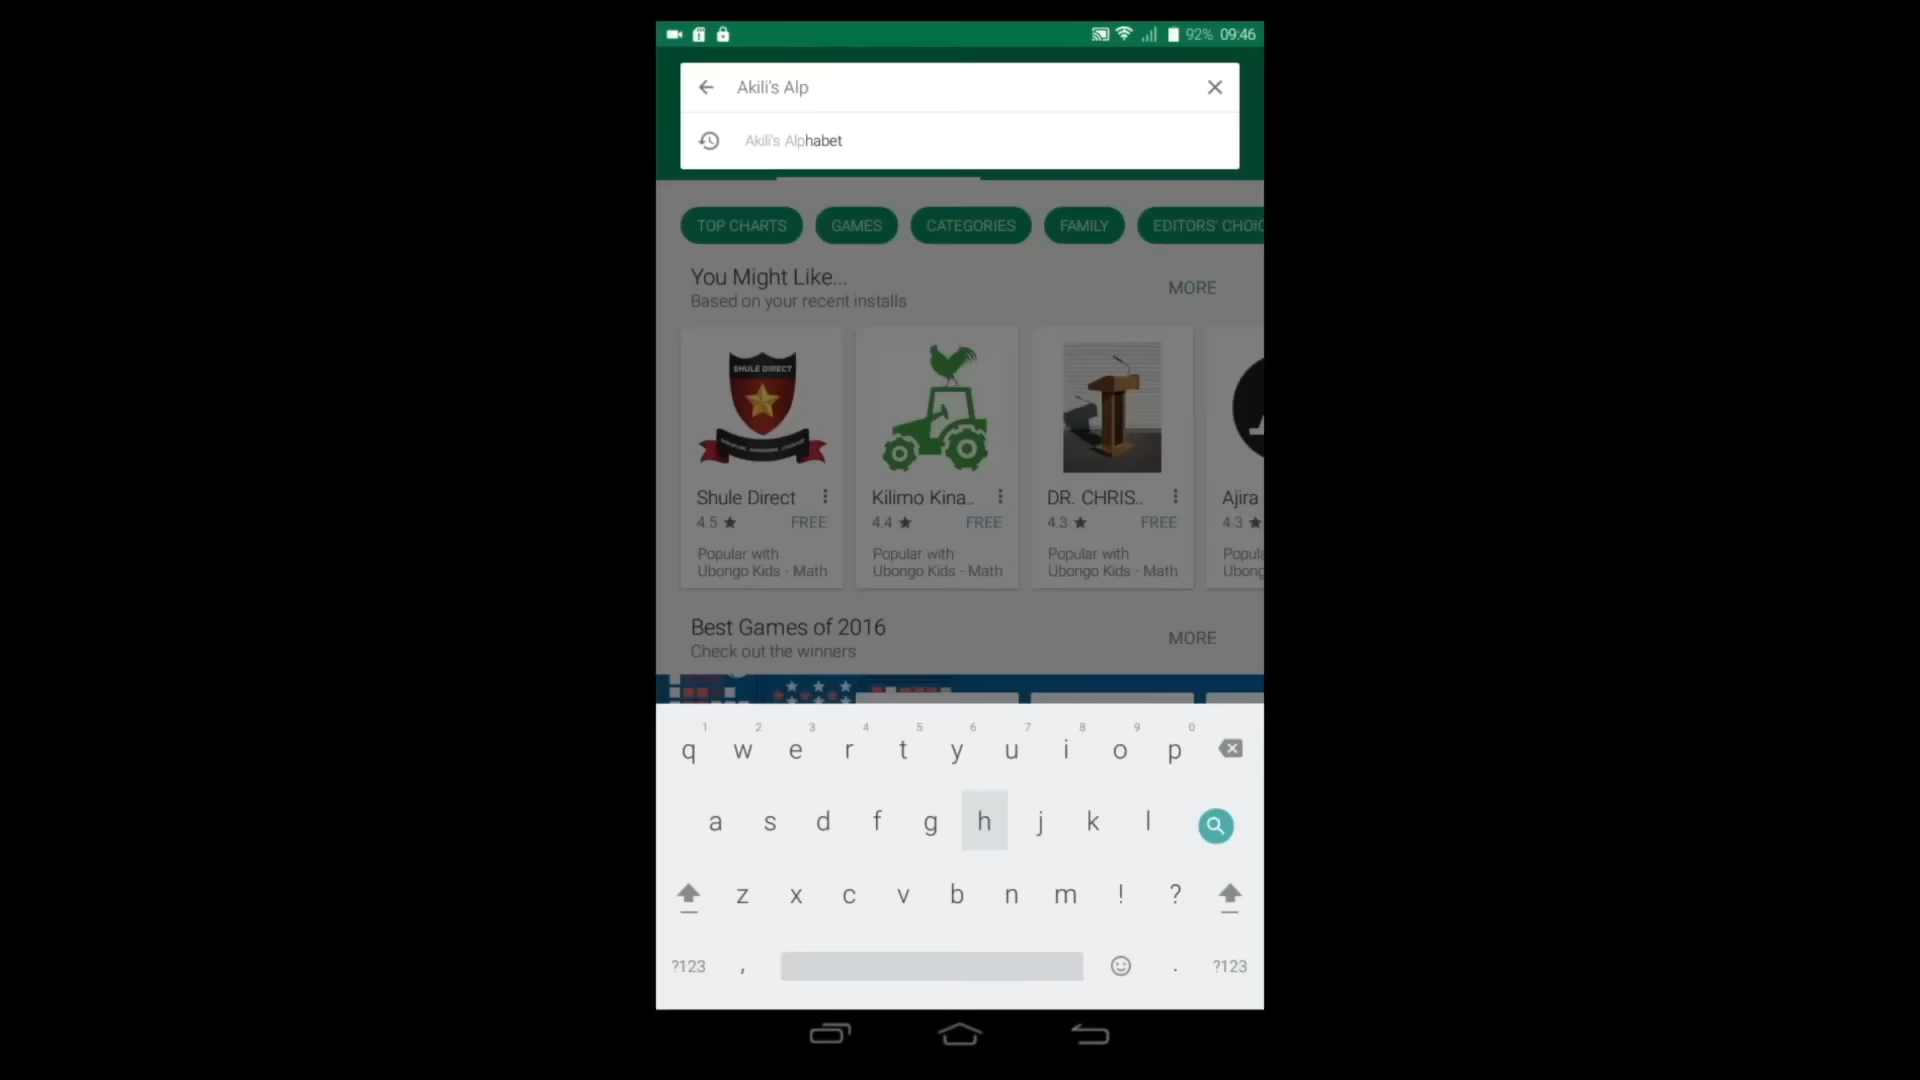 92% 09:46
Akili's Alp
Akili's Alphabet
TOP CHARTS GAMES CATEGORIES FAMILY EDITORS' CHOIC
You Might Like...
Based on your recent installs
MORE
SHULE DIRECT
Shule Direct
4.5 ★ FREE
Popular with
Ubongo Kids - Math
Kilimo Kina..
4.4 ★ FREE
Popular with
Ubongo Kids - Math
DR. CHRIS..
4.3 ★ FREE
Popular with
Ubongo Kids - Math
Ajira
4.3 ★
Popula
Ubong
Best Games of 2016
Check out the winners
MORE
1 2 3 4 5 6 7 8 9 0
q w e r t y u i o p
a s d f g h j k l
z x c v b n m ! ?
?123 , . ?123